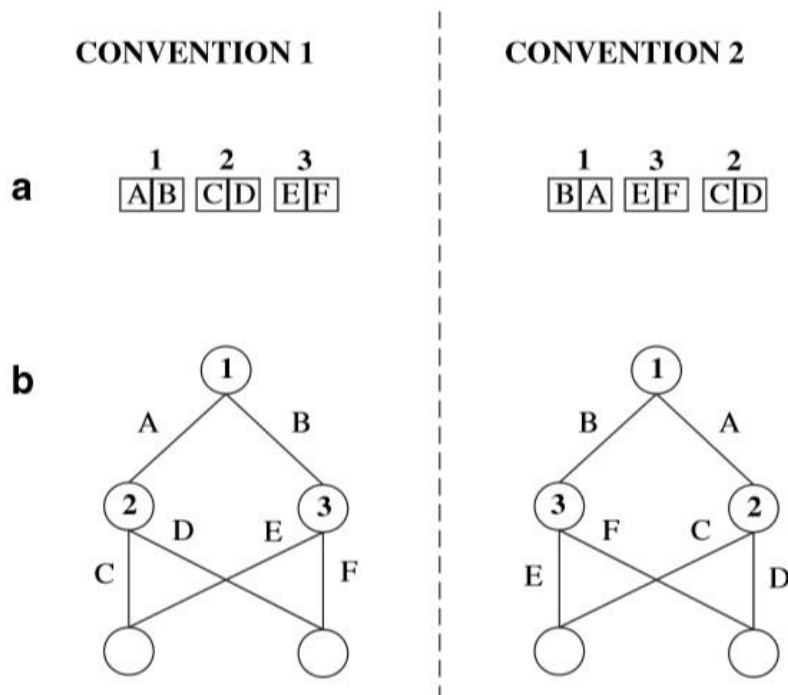 CONVENTION 1 CONVENTION 2
1 2 3 1 3 2
a A B C D E F B A E F C D
b 1 1
A B B A
2 3 3 2
D E F C
C F E D